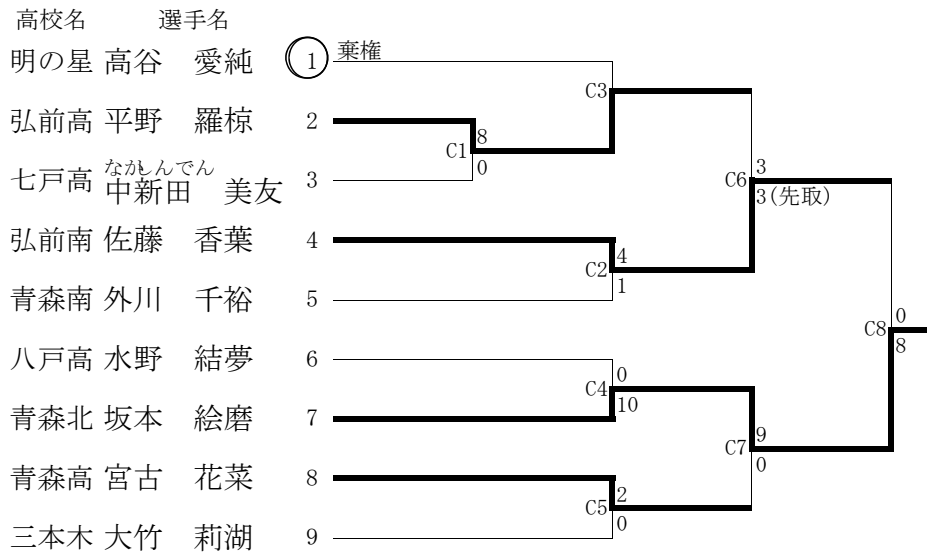 高校名 選手名
明の星 高谷 愛純 1 棄権
C3
弘前高 平野 羅椋 2
8
C1
0
七戸高 中新田 美友 3
なかしんでん
3
C6
3(先取)
弘前南 佐藤 香葉 4
4
C2
1
青森南 外川 千裕 5
0
C8
8
八戸高 水野 結夢 6
0
C4
10
青森北 坂本 絵磨 7
9
C7
0
青森高 宮古 花菜 8
2
C5
0
三本木 大竹 莉湖 9